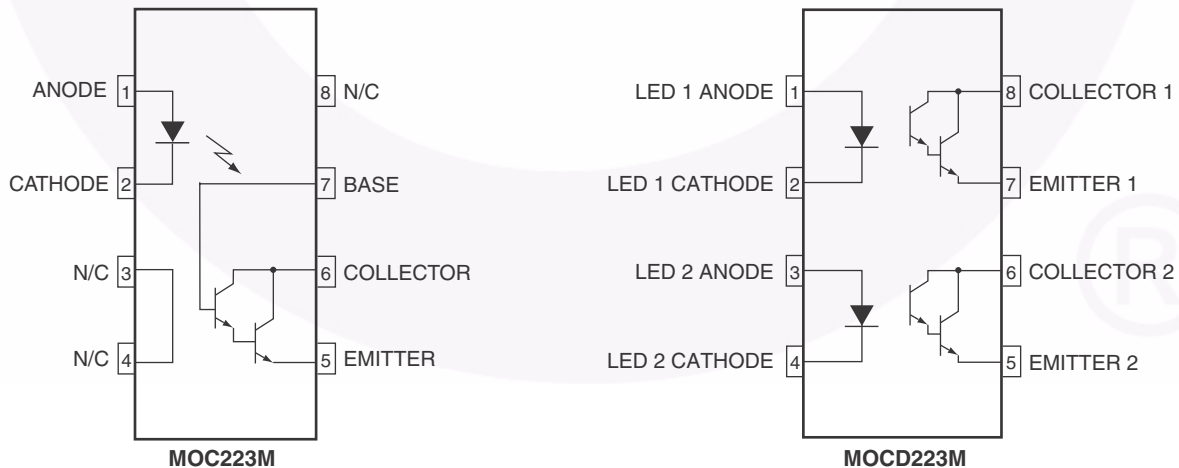 ANODE 1
8 N/C
CATHODE 2
7 BASE
N/C 3
6 COLLECTOR
N/C 4
5 EMITTER
MOC223M
LED 1 ANODE 1
8 COLLECTOR 1
LED 1 CATHODE 2
7 EMITTER 1
LED 2 ANODE 3
6 COLLECTOR 2
LED 2 CATHODE 4
5 EMITTER 2
MOCD223M
®